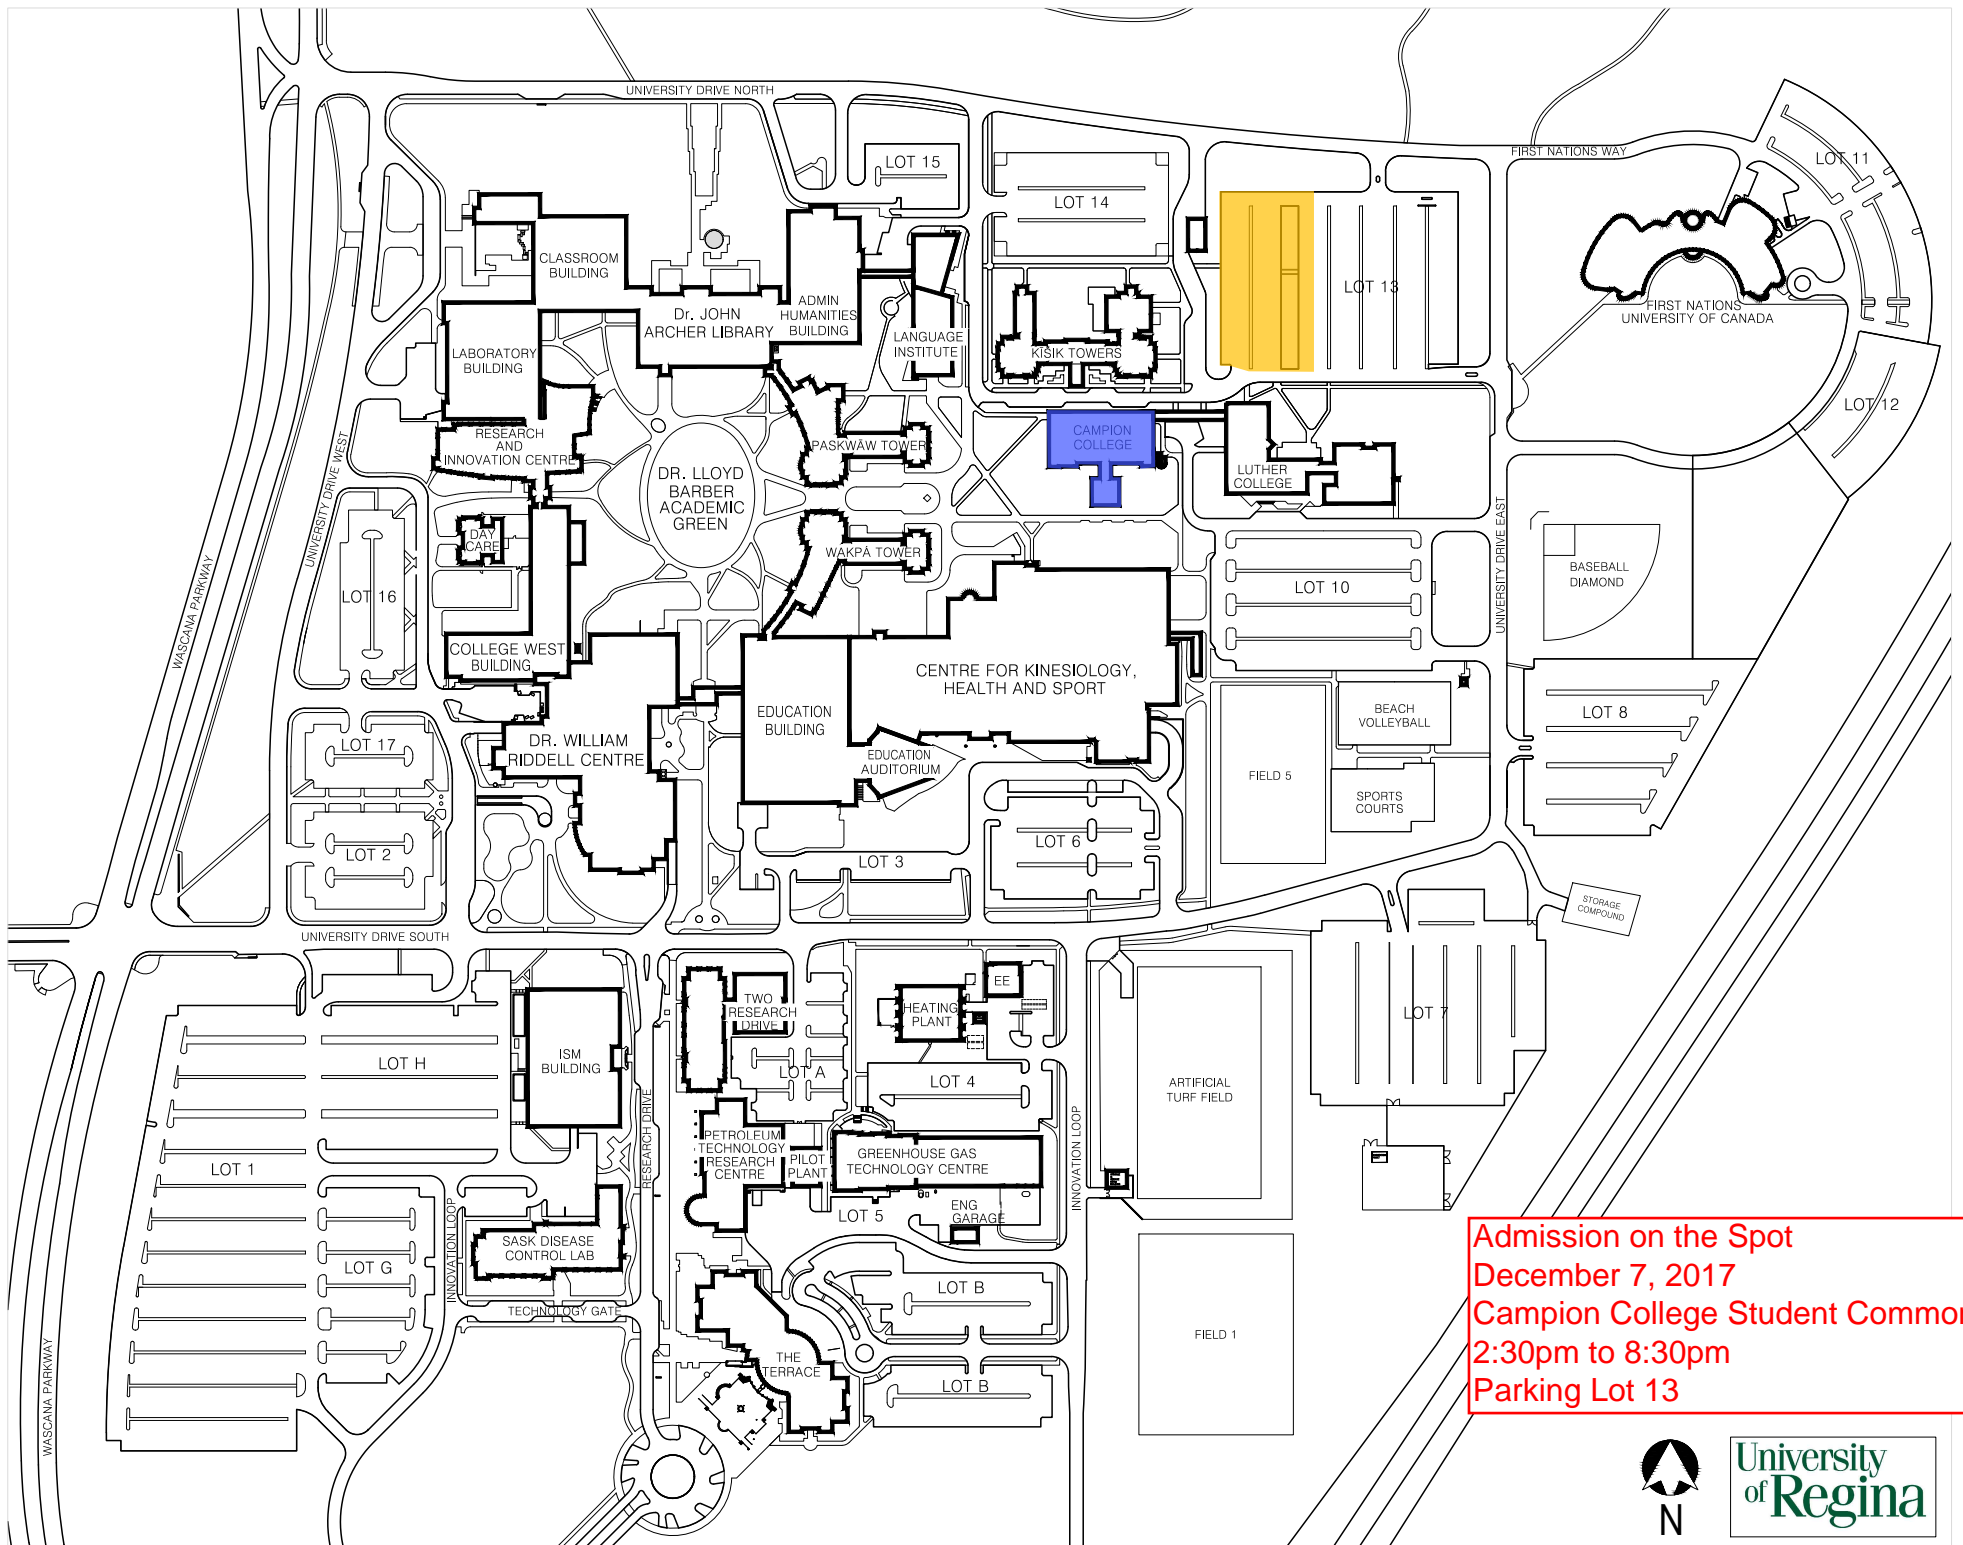 UNIVERSITY DRIVE NORTH
FIRST NATIONS WAY
LOT 11
LOT 15
LOT 14
CLASSROOM
BUILDING
Dr. JOHN
ARCHER LIBRARY
ADMIN
HUMANITIES
BUILDING
LANGUAGE
INSTITUTE
KĪSIK TOWERS
LOT 13
FIRST NATIONS
UNIVERSITY OF CANADA
LABORATORY
BUILDING
LOT 12
RESEARCH
AND
INNOVATION CENTRE
PASKWĀW TOWER
CAMPION
COLLEGE
LUTHER
COLLEGE
DR. LLOYD
BARBER
ACADEMIC
GREEN
UNIVERSITY DRIVE WEST
UNIVERSITY DRIVE EAST
DAY
CARE
WAKPÁ TOWER
BASEBALL
DIAMOND
LOT 10
LOT 16
WASCANA PARKWAY
COLLEGE WEST
BUILDING
CENTRE FOR KINESIOLOGY,
HEALTH AND SPORT
EDUCATION
BUILDING
BEACH
VOLLEYBALL
LOT 8
LOT 17
DR. WILLIAM
RIDDELL CENTRE
EDUCATION
AUDITORIUM
FIELD 5
SPORTS
COURTS
LOT 2
LOT 3
LOT 6
STORAGE
COMPOUND
UNIVERSITY DRIVE SOUTH
TWO
RESEARCH
DRIVE
HEATING
PLANT
EE
LOT 7
LOT H
ISM
BUILDING
LOT A
LOT 4
ARTIFICIAL
TURF FIELD
RESEARCH DRIVE
INNOVATION LOOP
PETROLEUM
TECHNOLOGY
RESEARCH
CENTRE
PILOT
PLANT
GREENHOUSE GAS
TECHNOLOGY CENTRE
LOT 1
LOT 5
ENG
GARAGE
INNOVATION LOOP
SASK DISEASE
CONTROL LAB
LOT G
TECHNOLOGY GATE
LOT B
FIELD 1
THE
TERRACE
LOT B
WASCANA PARKWAY
Admission on the Spot
December 7, 2017
Campion College Student Common
2:30pm to 8:30pm
Parking Lot 13
N
University
of Regina